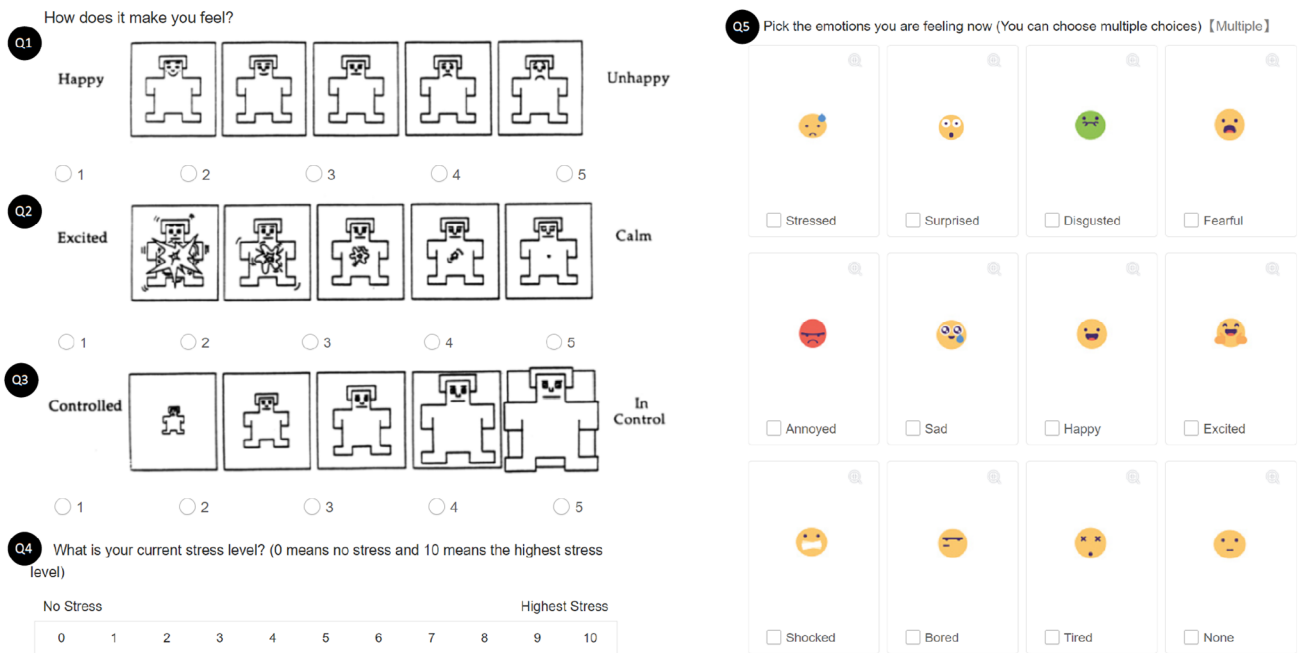 How does it make you feel?
Q1
Happy
Unhappy
1 2 3 4 5
Q2
Excited
Calm
1 2 3 4 5
Q3
Controlled
In
Control
1 2 3 4 5
Q4
What is your current stress level? (0 means no stress and 10 means the highest stress
level)
No Stress
Highest Stress
0 1 2 3 4 5 6 7 8 9 10
Q5
Pick the emotions you are feeling now (You can choose multiple choices)【Multiple】
Stressed
Surprised
Disgusted
Fearful
Annoyed
Sad
Happy
Excited
Shocked
Bored
Tired
None